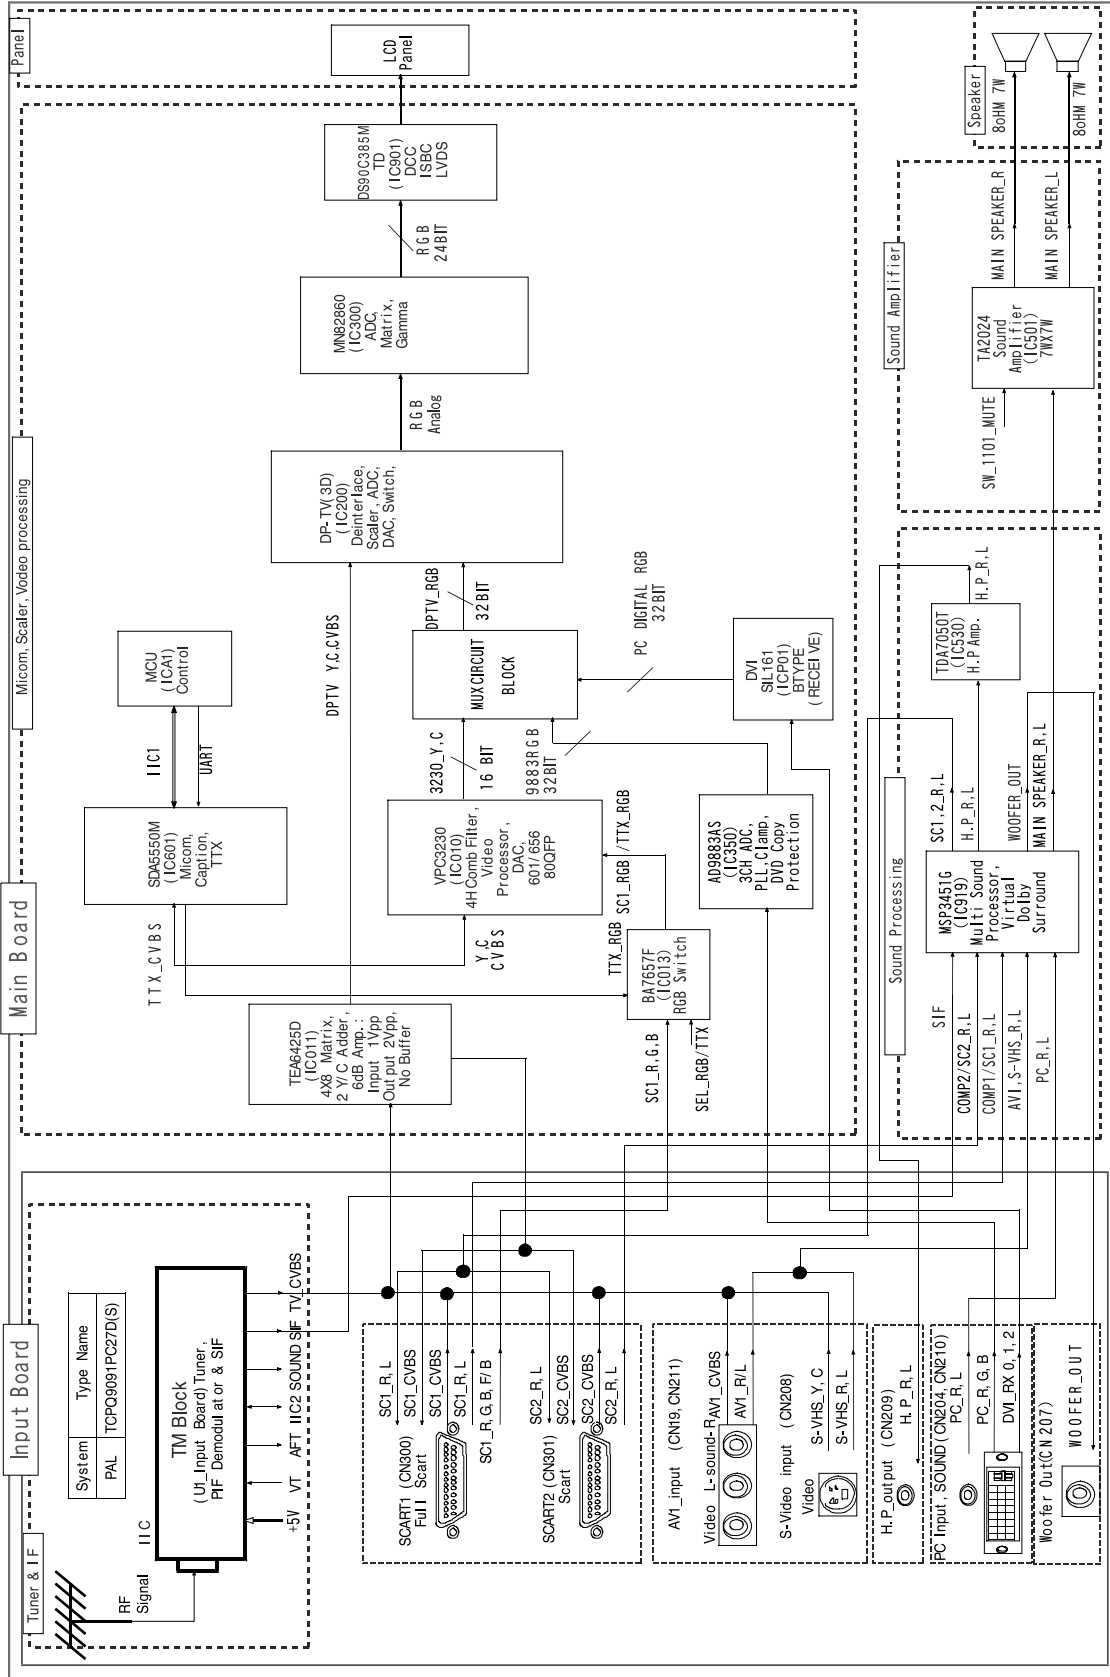 Panel
LCD
Panel
Micom, Scaler, Vodeo processing
DS90C385M
TD
(IC901)
DCC
ISBC
LVDS
R G B
24BIT
MN82860
(IC300)
ADC,
Matrix,
Gamma
R G B
Analog
DP-TV(3D)
(IC200)
Deinterlace,
Scaler, ADC,
DAC, Switch,
DPTV Y,C,CVBS
DPTV_RGB
32BIT
MUXCIRCUIT
BLOCK
PC DIGITAL RGB
32BIT
DVI
SIL161
(ICP01)
BTYPE
(RECEIVE)
MCU
(ICA1)
Control
IIC1
UART
SDA5550M
(IC601)
Micom,
Caption,
TTX
3230_Y,C
16 BIT
9883RGB
32BIT
VPC3230
(IC010)
4H Comb Filter,
Video
Processor,
DAC,
601/656
80QFP
SC1_RGB /TTX_RGB
AD9883AS
(IC350)
3CH ADC,
PLL,Clamp,
DVD Copy
Protection
TTX_CVBS
Y,C
CVBS
TTX_RGB
BA7657F
(IC013)
RGB Switch
SC1_R,G,B
SEL_RGB/TTX
TEA6425D
(IC011)
4X8 Matrix,
2 Y/C Adder,
6dB Amp.:
Input 1Vpp
Output 2Vpp,
No Buffer
Main Board
Speaker
8oHM 7W
8oHM 7W
Sound Amplifier
MAIN SPEAKER_R
MAIN SPEAKER_L
TA2024
Sound
Amplifier
(IC501)
7WX7W
SW_1101_MUTE
Sound Processing
H.P_R,L
TDA7050T
(IC530)
H.P Amp.
SC1,2_R,L
H.P_R,L
WOOFER_OUT
MAIN SPEAKER_R,L
MSP3451G
(IC919)
Multi Sound
Processor,
Virtual
Dolby
Surround
SIF
COMP2/SC2_R,L
COMP1/SC1_R,L
AVI,S-VHS_R,L
PC_R,L
Input Board
Tuner & IF
System
Type Name
PAL
TCPQ9091PC27D(S)
IIC
TM Block
(U1_Input Board)Tuner,
PIF Demodulator & SIF
RF
Signal
+5V
VT
AFT
IIC2
SOUND
SIF
TV_CVBS
SC1_R, L
SC1_CVBS
SC1_CVBS
SC1_R, L
SC1_R, G, B, F/B
SCART1 (CN300)
Full Scart
SC2_R, L
SC2_CVBS
SC2_CVBS
SC2_R, L
SCART2 (CN301)
Scart
AV1_input (CN19, CN211)
Video L-sound-R
AV1_CVBS
AV1_R/L
S-Video input (CN208)
Video
S-VHS_Y, C
S-VHS_R, L
H.P_output (CN209)
H. P_R, L
PC Input, SOUND(CN204, CN210)
PC_R, L
PC_R, G, B
DVI_RX 0, 1, 2
Woofer Out(CN207)
WOOFER_OUT